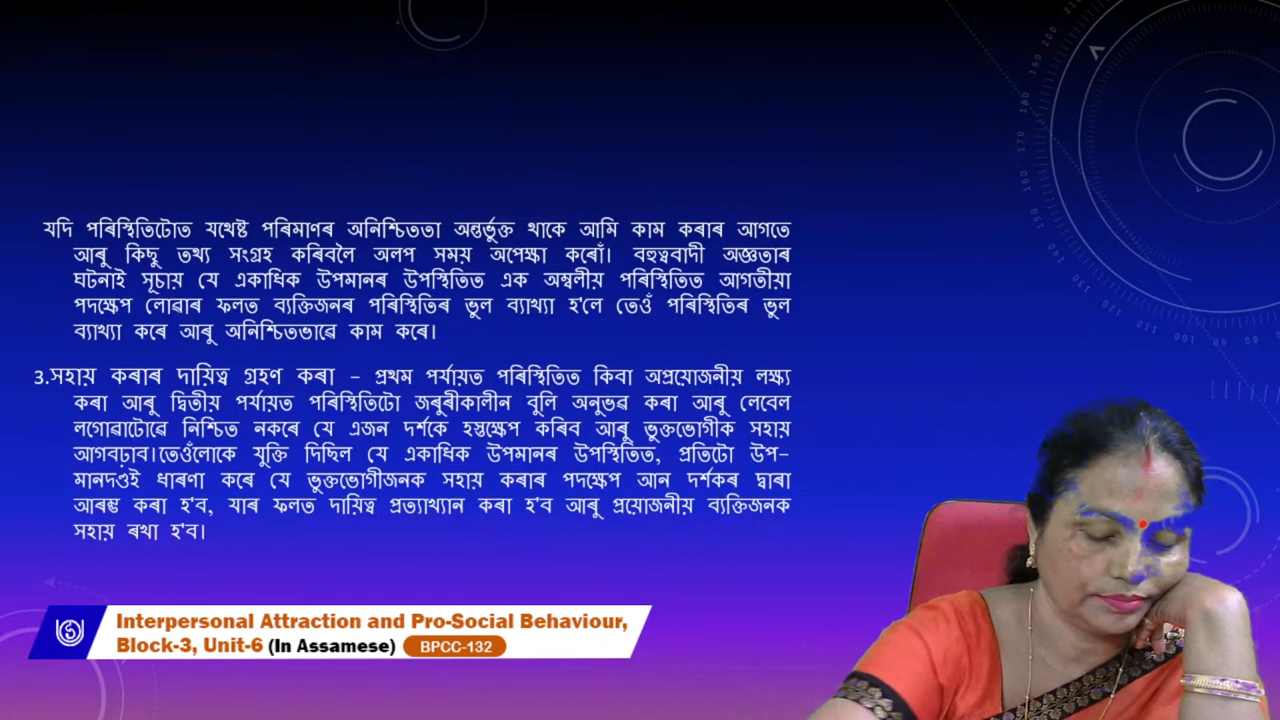 যদি পৰিস্থিতিটোত যথেষ্ট পৰিমাণৰ অনিশ্চিততা অন্তৰ্ভুক্ত থাকে আমি কাম কৰাৰ আগতে
আৰু কিছু তথ্য সংগ্ৰহ কৰিবলৈ অলপ সময় অপেক্ষা কৰোঁ। বহুত্ববাদী অজ্ঞতাৰ
ঘটনাই সূচায় যে একাধিক উপমানৰ উপস্থিতিত এক অম্বলীয় পৰিস্থিতিত আগতীয়া
পদক্ষেপ লোৱাৰ ফলত ব্যক্তিজনৰ পৰিস্থিতিৰ ভুল ব্যাখ্যা হ'লে তেওঁ পৰিস্থিতিৰ ভুল
ব্যাখ্যা কৰে আৰু অনিশ্চিতভাৱে কাম কৰে।
3.সহায় কৰাৰ দায়িত্ব গ্ৰহণ কৰা – প্ৰথম পৰ্যায়ত পৰিস্থিতিত কিবা অপ্ৰয়োজনীয় লক্ষ্য
কৰা আৰু দ্বিতীয় পৰ্যায়ত পৰিস্থিতিটো জৰুৰীকালীন বুলি অনুভৱ কৰা আৰু লেবেল
লগোৱাটোৱে নিশ্চিত নকৰে যে এজন দৰ্শকে হস্তক্ষেপ কৰিব আৰু ভুক্তভোগীক সহায়
আগবঢ়াব।তেওঁলোকে যুক্তি দিছিল যে একাধিক উপমানৰ উপস্থিতিত, প্ৰতিটো উপ–
মানদণ্ডই ধাৰণা কৰে যে ভুক্তভোগীজনক সহায় কৰাৰ পদক্ষেপ আন দৰ্শকৰ দ্বাৰা
আৰম্ভ কৰা হ'ব, যাৰ ফলত দায়িত্ব প্ৰত্যাখ্যান কৰা হ'ব আৰু প্ৰয়োজনীয় ব্যক্তিজনক
সহায় ৰখা হ'ব।
Interpersonal Attraction and Pro-Social Behaviour,
Block-3, Unit-6 (In Assamese) BPCC-132